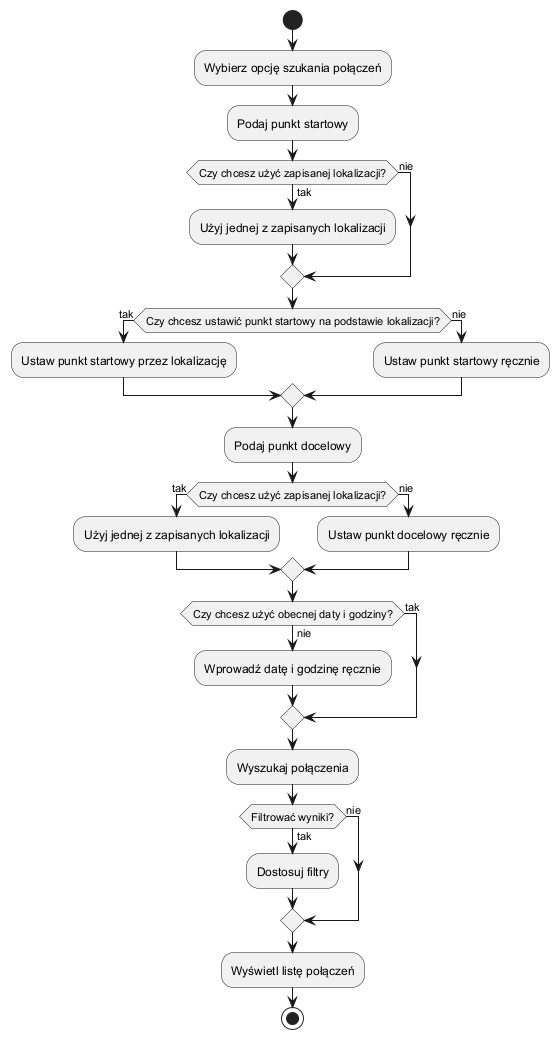 Wybierz opcję szukania połączeń
Podaj punkt startowy
Czy chcesz użyć zapisanej lokalizacji?
nie
tak
Użyj jednej z zapisanych lokalizacji
tak
Czy chcesz ustawić punkt startowy na podstawie lokalizacji?
nie
Ustaw punkt startowy przez lokalizację
Ustaw punkt startowy ręcznie
Podaj punkt docelowy
tak
Czy chcesz użyć zapisanej lokalizacji?
nie
Użyj jednej z zapisanych lokalizacji
Ustaw punkt docelowy ręcznie
Czy chcesz użyć obecnej daty i godziny?
tak
nie
Wprowadź datę i godzinę ręcznie
Wyszukaj połączenia
Filtrować wyniki?
nie
tak
Dostosuj filtry
Wyświetl listę połączeń